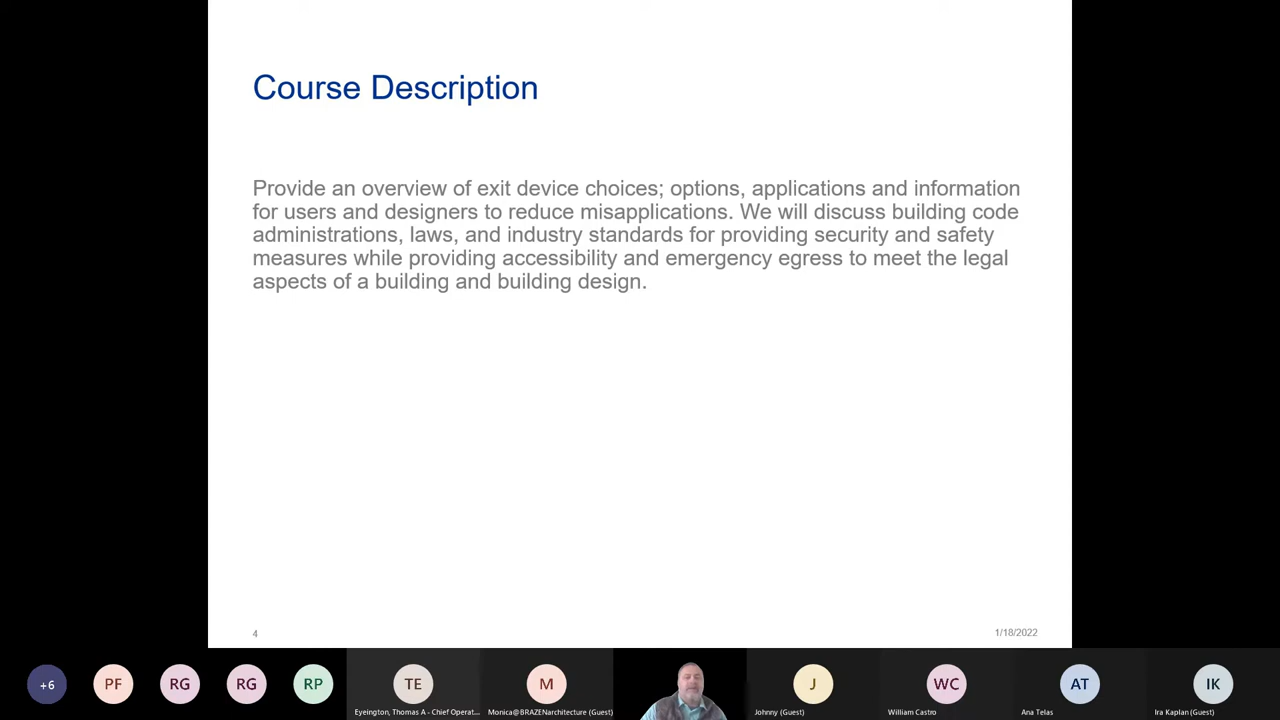 Course Description
Provide an overview of exit device choices; options, applications and information
for users and designers to reduce misapplications. We will discuss building code
administrations, laws, and industry standards for providing security and safety
measures while providing accessibility and emergency egress to meet the legal
aspects of a building and building design.
4
1/18/2022
+6
PF
RG
RG
RP
TE
M
J
WC
AT
IK
Eyeington, Thomas A - Chief Operat...
Monica@BRAZENarchitecture (Guest)
Johnny (Guest)
William Castro
Ana Telas
Ira Kaplan (Guest)